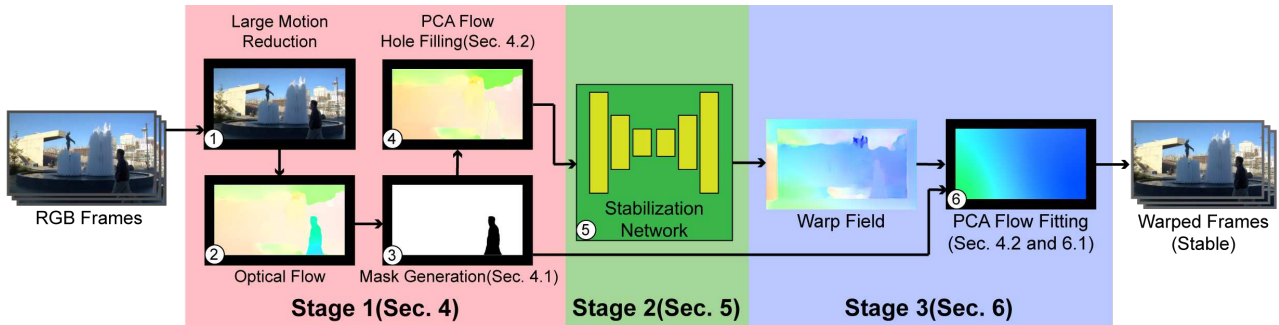 RGB Frames
Large Motion
Reduction
1
2
Optical Flow
PCA Flow
Hole Filling(Sec. 4.2)
4
3
Mask Generation(Sec. 4.1)
Stage 1(Sec. 4)
Stabilization
Network
5
Stage 2(Sec. 5)
Warp Field
6
PCA Flow Fitting
(Sec. 4.2 and 6.1)
Stage 3(Sec. 6)
Warped Frames
(Stable)